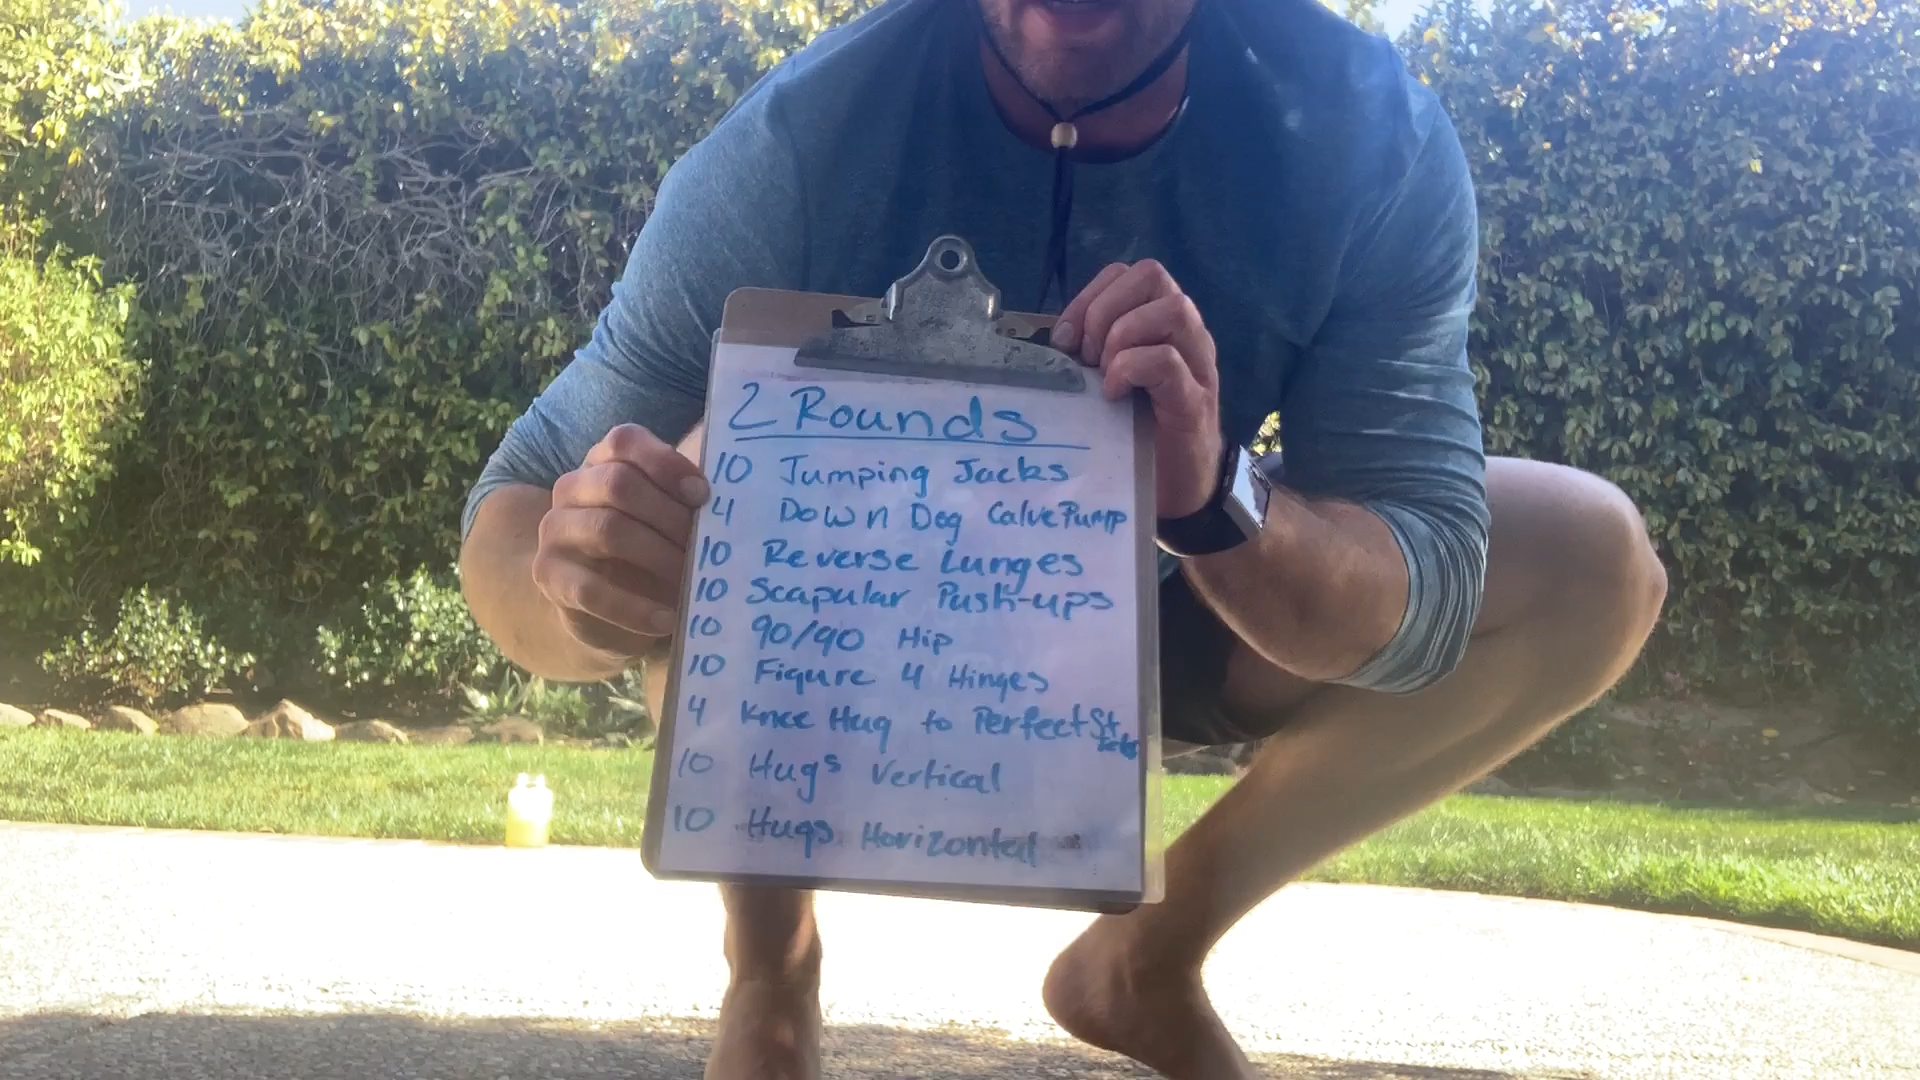 2 Rounds
10 Jumping Jacks
4 Down Dog Calve Pump
10 Reverse Lunges
10 Scapular Push-ups
10 90/90 Hip
10 Figure 4 Hinges
4 Knee Hug to Perfect St
10 Hugs Vertical
10 Hugs Horizontal